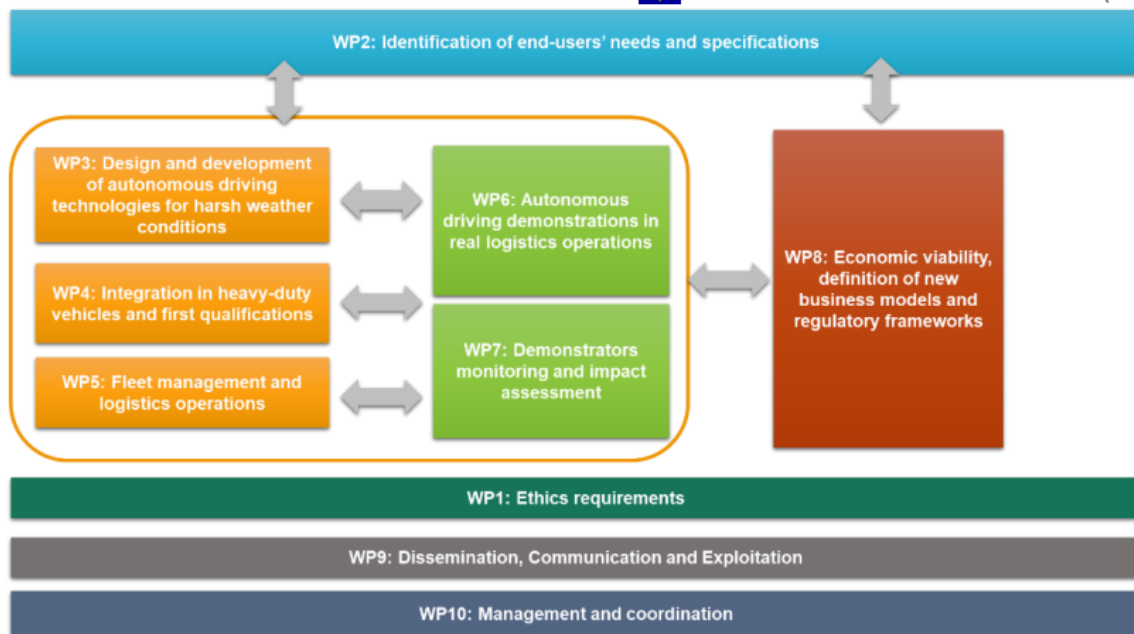 WP2: Identification of end-users’ needs and specifications
WP3: Design and development
of autonomous driving
technologies for harsh weather
conditions
WP6: Autonomous
driving demonstrations in
real logistics operations
WP8: Economic viability,
definition of new
business models and
regulatory frameworks
WP4: Integration in heavy-duty
vehicles and first qualifications
WP7: Demonstrators
monitoring and impact
assessment
WP5: Fleet management and
logistics operations
WP1: Ethics requirements
WP9: Dissemination, Communication and Exploitation
WP10: Management and coordination